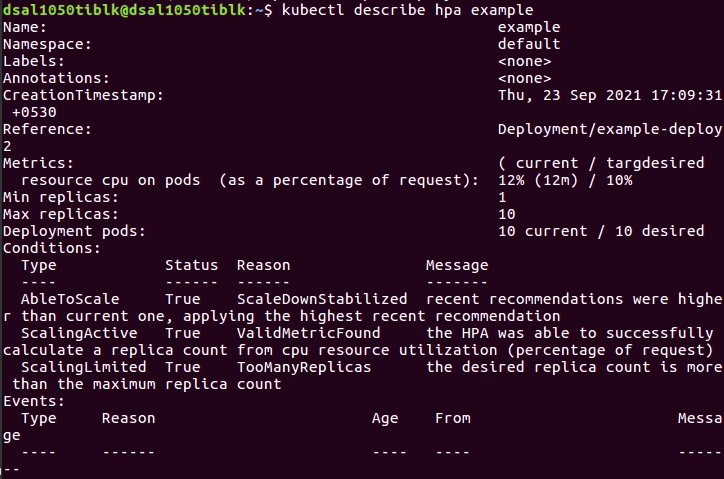 dsal1050tiblk@dsal1050tiblk:~$ kubectl describe hpa example
Name:                                                  example
Namespace:                                             default
Labels:                                                <none>
Annotations:                                           <none>
CreationTimestamp:                                     Thu, 23 Sep 2021 17:09:31
 +0530
Reference:                                             Deployment/example-deploy
2
Metrics:                                               ( current / targdesired
  resource cpu on pods  (as a percentage of request):  12% (12m) / 10%
Min replicas:                                          1
Max replicas:                                          10
Deployment pods:                                       10 current / 10 desired
Conditions:
  Type            Status  Reason               Message
  ----            ------  ------               -------
  AbleToScale     True    ScaleDownStabilized  recent recommendations were highe
r than current one, applying the highest recent recommendation
  ScalingActive   True    ValidMetricFound     the HPA was able to successfully
calculate a replica count from cpu resource utilization (percentage of request)
  ScalingLimited  True    TooManyReplicas      the desired replica count is more
 than the maximum replica count
Events:
  Type     Reason                        Age    From                       Messa
ge
  ----     ------                        ----   ----                       -----
--